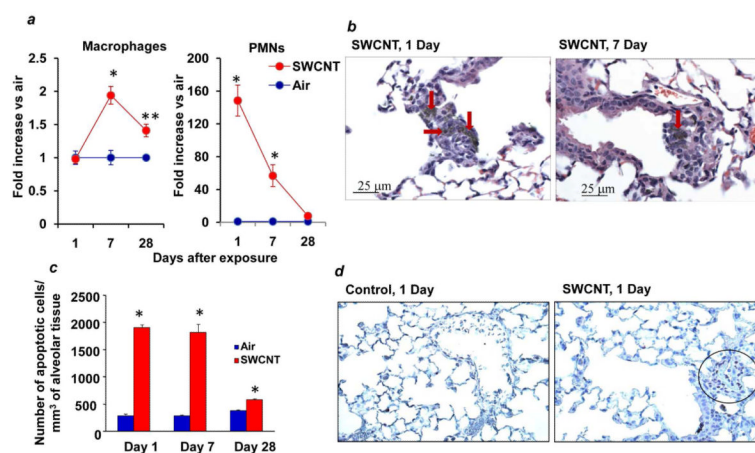 a
Macrophages
PMNs
Fold increase vs air
2.5
2
1.5
1
0.5
0
*
**
1
7
28
Fold increase vs air
160
120
80
40
0
*
*
SWCNT
Air
1
7
28
Days after exposure
b
SWCNT, 1 Day
SWCNT, 7 Day
25 µm
25 µm
c
Number of apoptotic cells/
mm³ of alveolar tissue
2500
2000
1500
1000
500
0
Air
SWCNT
*
*
*
Day 1
Day 7
Day 28
d
Control, 1 Day
SWCNT, 1 Day